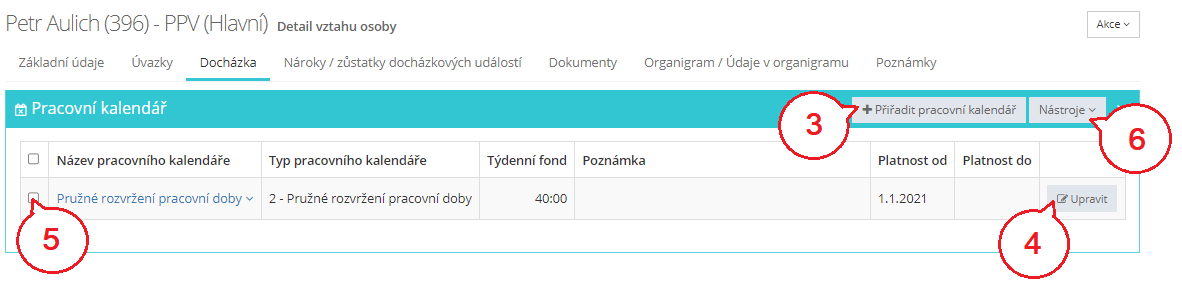 Petr Aulich (396) - PPV (Hlavní) Detail vztahu osoby Akce
Základní údaje Úvazky Docházka Nároky / zůstatky docházkových událostí Dokumenty Organigram / Údaje v organigramu Poznámky
Pracovní kalendář + Přiřadit pracovní kalendář Nástroje
3 6
Název pracovního kalendáře Typ pracovního kalendáře Týdenní fond Poznámka Platnost od Platnost do
Pružné rozvržení pracovní doby 2 - Pružné rozvržení pracovní doby 40:00 1.1.2021 Upravit
5 4